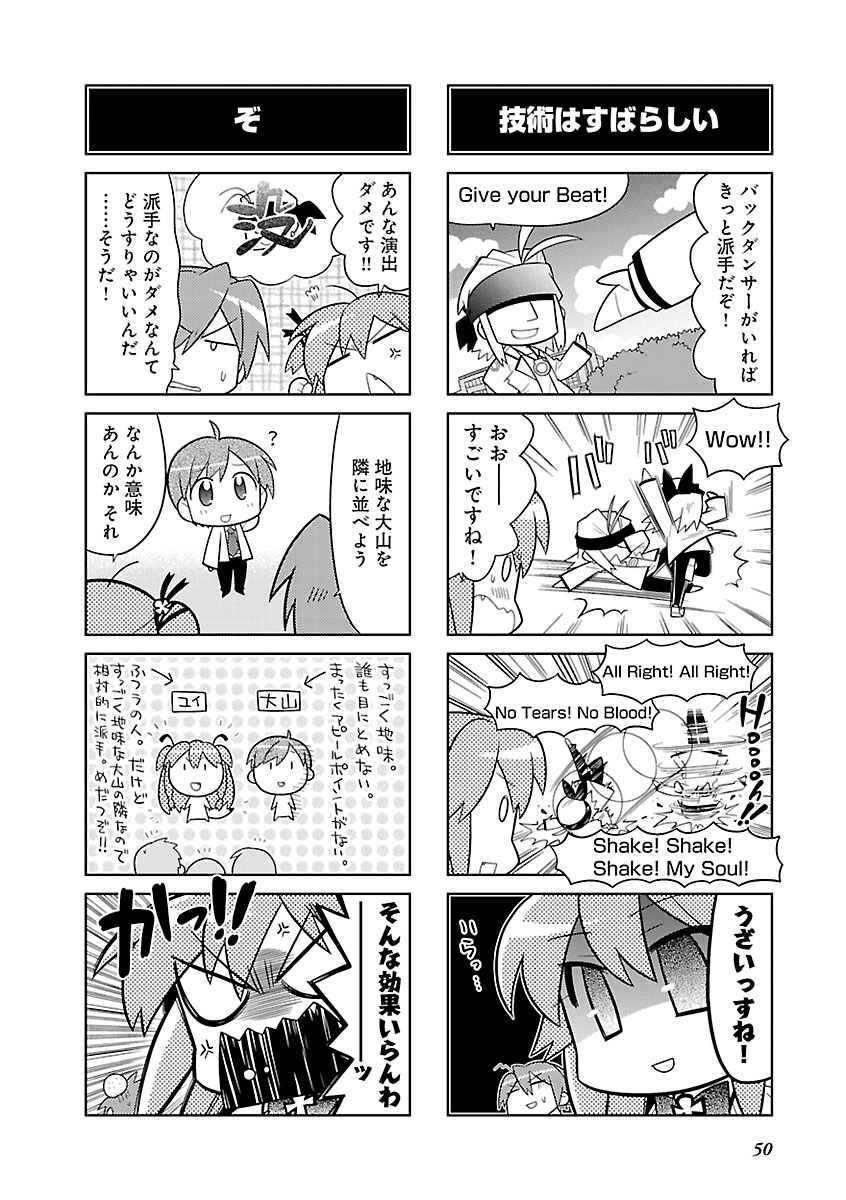 技術はすばらしい
バックダンサーがいれば
きっと派手だぞ！
Give your Beat!
Wow!!
おお――
すごいですね！
All Right! All Right!
No Tears! No Blood!
Hooooh!!
Shake! Shake!
Shake! My Soul!
うざいっすね！
いらっ…
ぞ
あんな演出
ダメです!!
没
派手なのがダメなんて
どうすりゃいいんだ
……そうだ！
地味な大山を
隣に並べよう
？
なんか意味
あんのか それ
すっごく地味。
誰も目にとめない。
まったくアピールポイントがない。
大山
ユイ
ふつうの人。だけど
すっごく地味な大山の隣なので
相対的に派手。めだつぞ!!
そんな効果いらんわ
――ッ
かっ!!
50